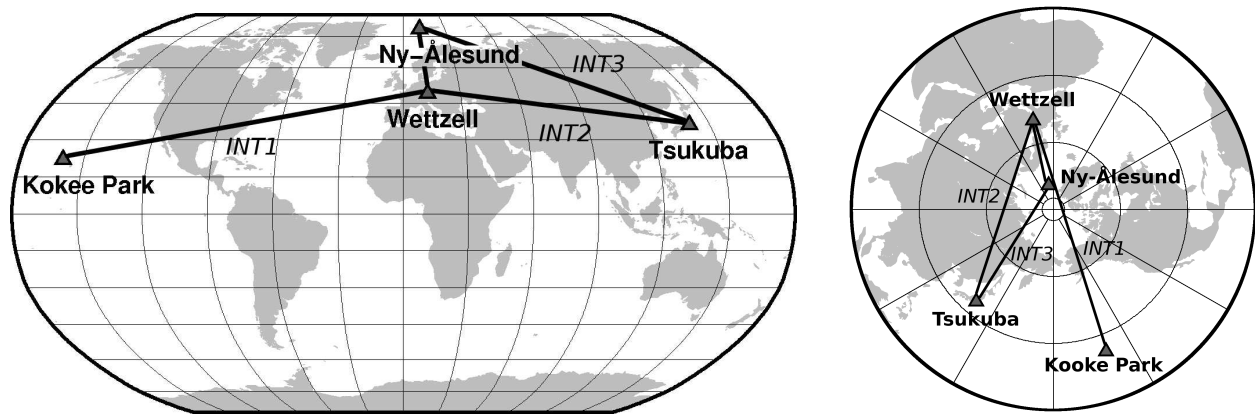 Ny–Ålesund
INT3
Wettzell
INT2
INT1
Tsukuba
Kokee Park
Wettzell
Ny-Ålesund
INT2
INT3
INT1
Tsukuba
Kooke Park